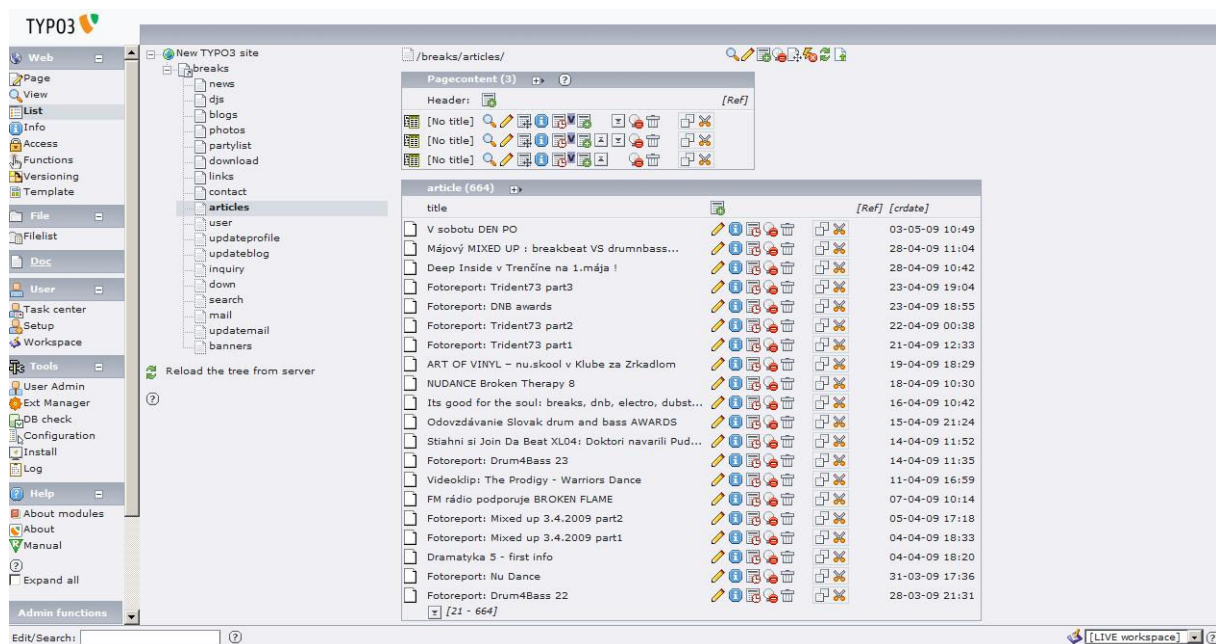 TYPO3
Web
Page
View
List
Info
Access
Functions
Versioning
Template
File
Filelist
Doc
User
Task center
Setup
Workspace
Tools
User Admin
Ext Manager
DB check
Configuration
Install
Log
Help
About modules
About
Manual
Expand all
Admin functions
Edit/Search:
New TYPO3 site
breaks
news
djs
blogs
photos
partylist
download
links
contact
articles
user
updateprofile
updateblog
inquiry
down
search
mail
updatemail
banners
Reload the tree from server
/breaks/articles/
Pagecontent (3)
Header: [Ref]
[No title]
[No title]
[No title]
article (664)
title [Ref] [crdate]
V sobotu DEN PO 03-05-09 10:49
Májový MIXED UP : breakbeat VS drumnbass... 28-04-09 11:04
Deep Inside v Trenčíne na 1.mája ! 28-04-09 10:42
Fotoreport: Trident73 part3 23-04-09 19:04
Fotoreport: DNB awards 23-04-09 18:55
Fotoreport: Trident73 part2 22-04-09 00:38
Fotoreport: Trident73 part1 21-04-09 12:33
ART OF VINYL – nu.skool v Klube za Zrkadlom 19-04-09 18:29
NUDANCE Broken Therapy 8 18-04-09 10:30
Its good for the soul: breaks, dnb, electro, dubst... 16-04-09 10:42
Odovzdávanie Slovak drum and bass AWARDS 15-04-09 21:24
Stiahni si Join Da Beat XL04: Doktori navarili Pud... 14-04-09 11:52
Fotoreport: Drum4Bass 23 14-04-09 11:35
Videoklip: The Prodigy - Warriors Dance 11-04-09 16:59
FM rádio podporuje BROKEN FLAME 07-04-09 10:14
Fotoreport: Mixed up 3.4.2009 part2 05-04-09 17:18
Fotoreport: Mixed up 3.4.2009 part1 04-04-09 18:33
Dramatyka 5 - first info 04-04-09 18:20
Fotoreport: Nu Dance 31-03-09 17:36
Fotoreport: Drum4Bass 22 28-03-09 21:31
[21 - 664]
[LIVE workspace]